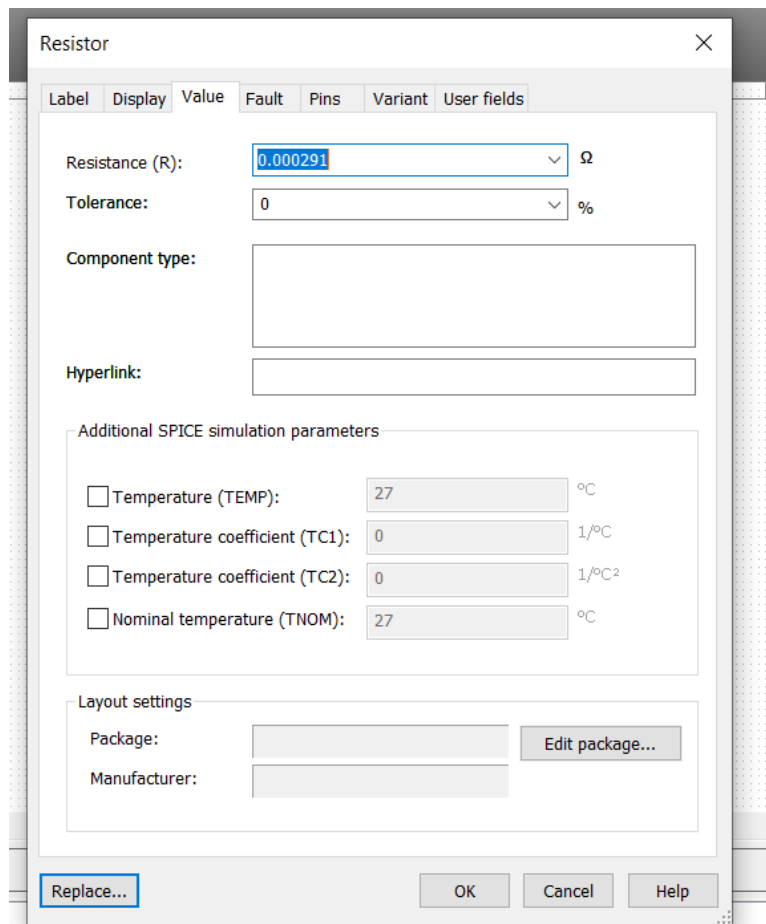 Resistor
Label Display Value Fault Pins Variant User fields
Resistance (R): 0.000291 Ω
Tolerance: 0 %
Component type:
Hyperlink:
Additional SPICE simulation parameters
Temperature (TEMP): 27 °C
Temperature coefficient (TC1): 0 1/°C
Temperature coefficient (TC2): 0 1/°C²
Nominal temperature (TNOM): 27 °C
Layout settings
Package: Edit package...
Manufacturer:
Replace... OK Cancel Help